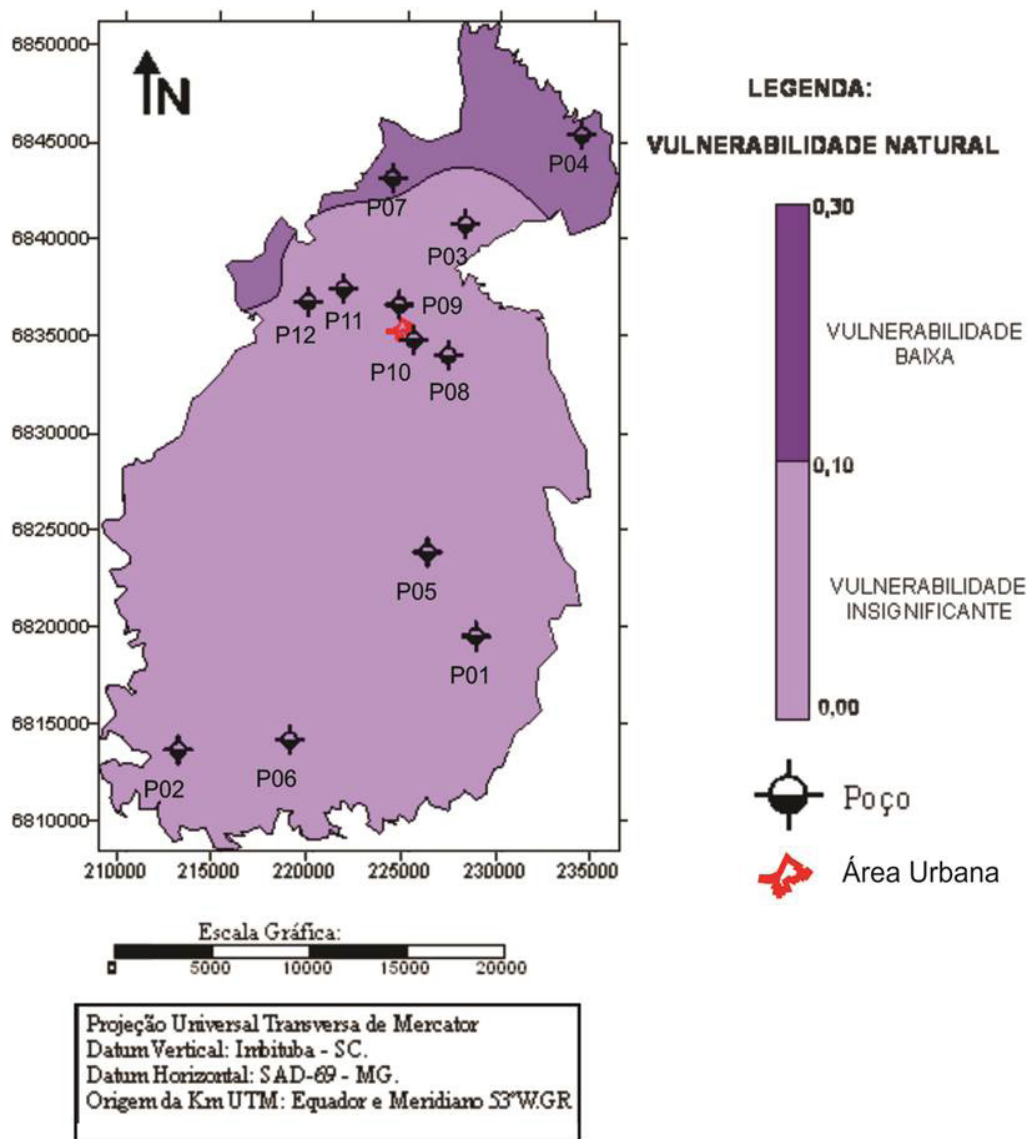 6850000
6845000
6840000
6835000
6830000
6825000
6820000
6815000
6810000
N
P04
P07
P03
P11
P09
P12
P10
P08
P05
P01
P06
P02
210000
215000
220000
225000
230000
235000
LEGENDA:
VULNERABILIDADE NATURAL
0,30
VULNERABILIDADE
BAIXA
0,10
VULNERABILIDADE
INSIGNIFICANTE
0,00
Poço
Área Urbana
Escala Gráfica:
0 5000 10000 15000 20000
Projeção Universal Transversa de Mercator
Datum Vertical: Imbituba - SC.
Datum Horizontal: SAD-69 - MG.
Origem da Km UTM: Equador e Meridiano 53°W.GR